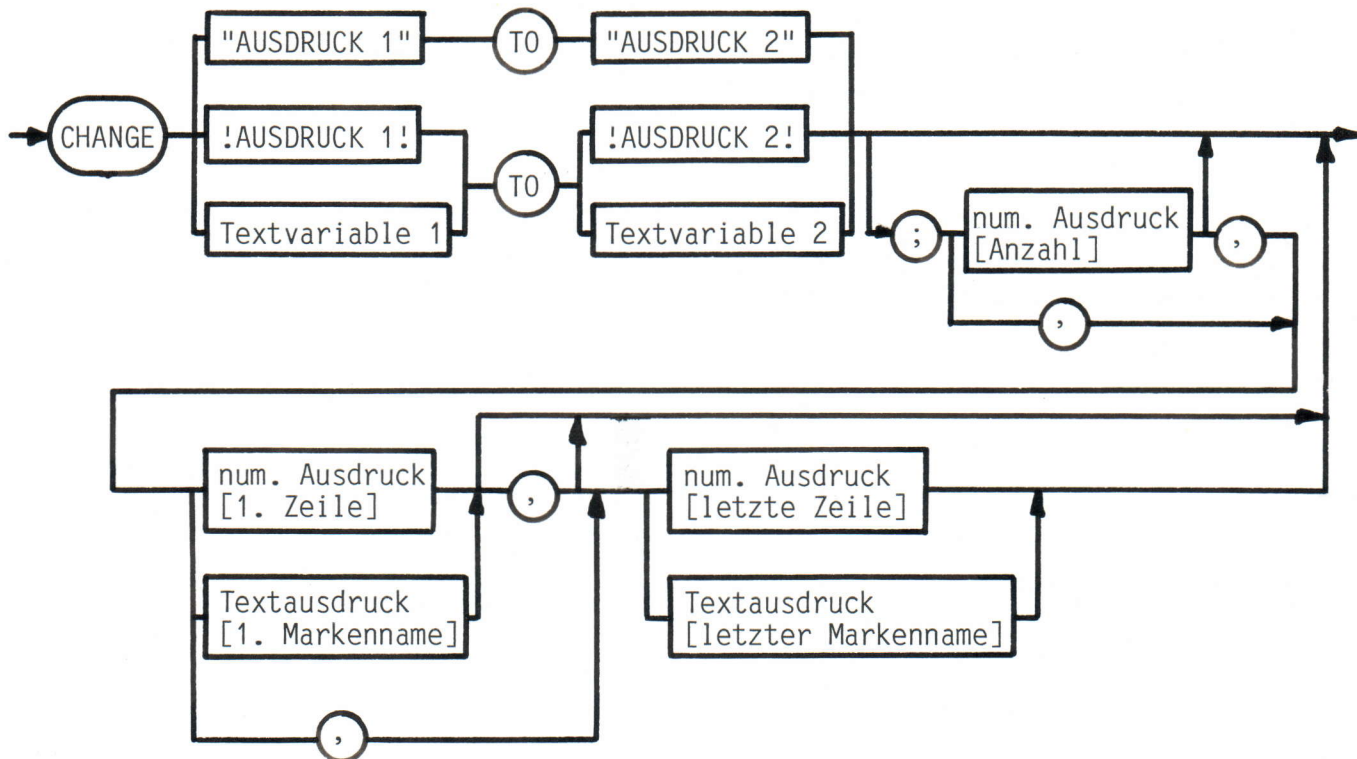 "AUSDRUCK 1" TO "AUSDRUCK 2"
CHANGE !AUSDRUCK 1! !AUSDRUCK 2!
TO
Textvariable 1 Textvariable 2
; num. Ausdruck
[Anzahl] ,
,
num. Ausdruck
[1. Zeile]
,
num. Ausdruck
[letzte Zeile]
Textausdruck
[1. Markenname]
Textausdruck
[letzter Markenname]
,